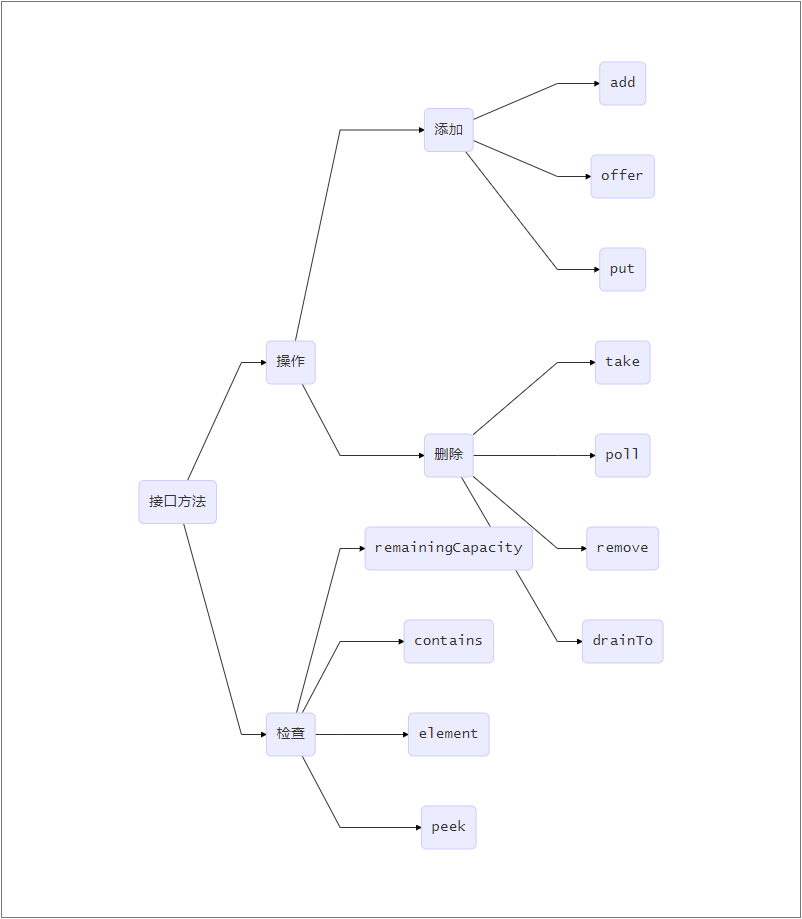 add
添加
offer
put
操作
take
删除
poll
接口方法
remainingCapacity
remove
contains
drainTo
检查
element
peek